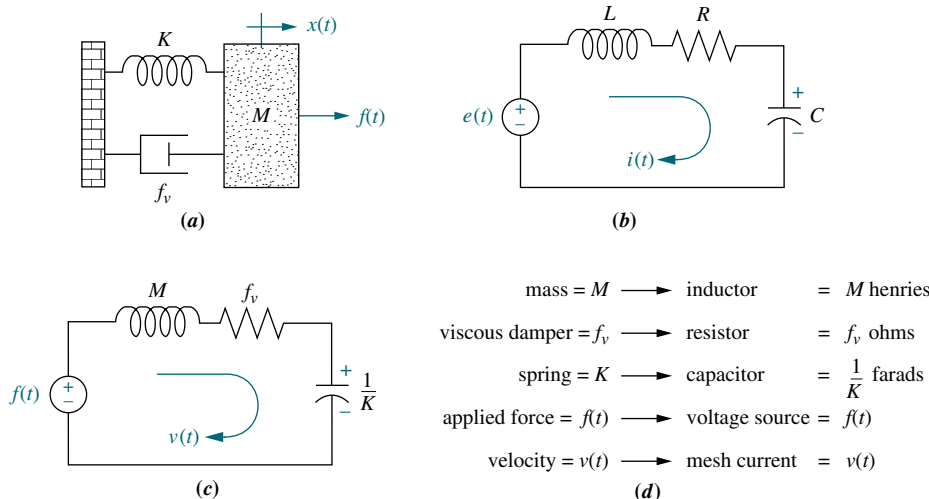 x(t)
K
M
f(t)
f_v
(a)
L
R
e(t)
+
−
i(t)
+
−
C
(b)
M
f_v
f(t)
+
−
v(t)
+
−
1/K
(c)
mass = M → inductor = M henries
viscous damper = f_v → resistor = f_v ohms
spring = K → capacitor = 1/K farads
applied force = f(t) → voltage source = f(t)
velocity = v(t) → mesh current = v(t)
(d)